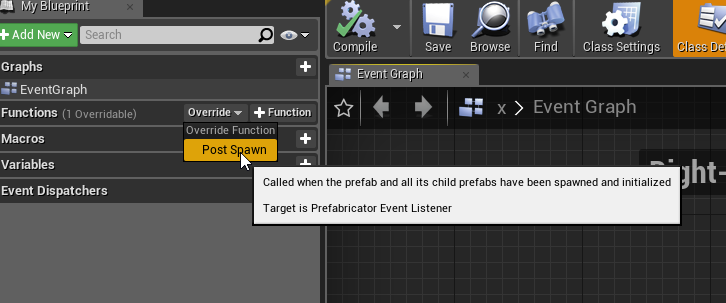 My Blueprint
Add New
Search
Graphs
EventGraph
Functions (1 Overridable)
Override
Function
Override Function
Post Spawn
Macros
Variables
Event Dispatchers
Compile
Save
Browse
Find
Class Settings
Class De
Event Graph
x > Event Graph
Right-
Called when the prefab and all its child prefabs have been spawned and initialized
Target is Prefabricator Event Listener